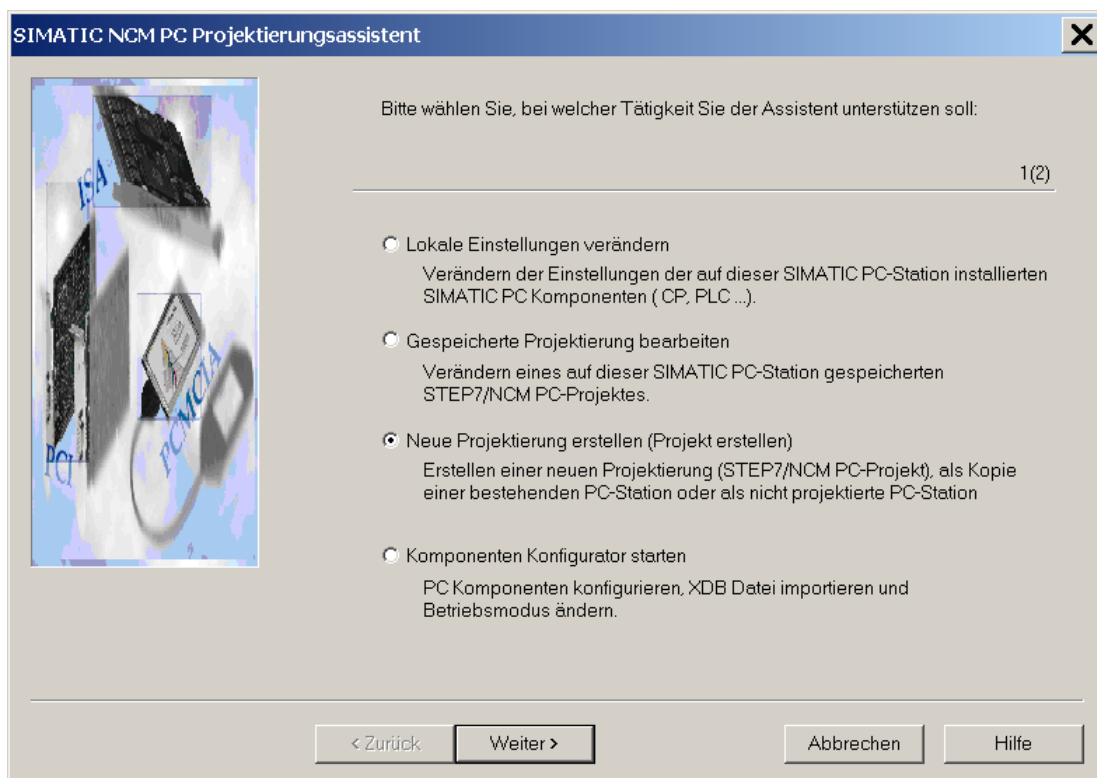 SIMATIC NCM PC Projektierungsassistent
Bitte wählen Sie, bei welcher Tätigkeit Sie der Assistent unterstützen soll:
1(2)
ISA
PCI
PCMCIA
Lokale Einstellungen verändern
Verändern der Einstellungen der auf dieser SIMATIC PC-Station installierten
SIMATIC PC Komponenten ( CP, PLC ...).
Gespeicherte Projektierung bearbeiten
Verändern eines auf dieser SIMATIC PC-Station gespeicherten
STEP7/NCM PC-Projektes.
Neue Projektierung erstellen (Projekt erstellen)
Erstellen einer neuen Projektierung (STEP7/NCM PC-Projekt), als Kopie
einer bestehenden PC-Station oder als nicht projektierte PC-Station
Komponenten Konfigurator starten
PC Komponenten konfigurieren, XDB Datei importieren und
Betriebsmodus ändern.
< Zurück
Weiter >
Abbrechen
Hilfe